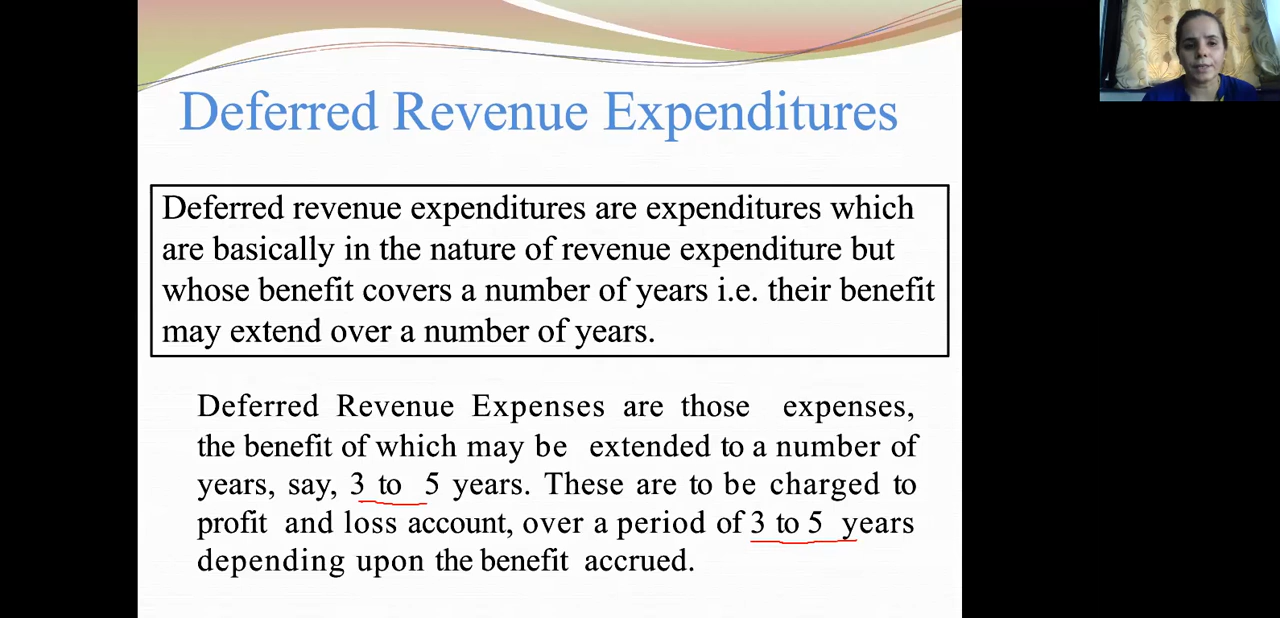 Deferred Revenue Expenditures
Deferred revenue expenditures are expenditures which
are basically in the nature of revenue expenditure but
whose benefit covers a number of years i.e. their benefit
may extend over a number of years.
Deferred Revenue Expenses are those expenses,
the benefit of which may be extended to a number of
years, say, 3 to 5 years. These are to be charged to
profit and loss account, over a period of 3 to 5 years
depending upon the benefit accrued.